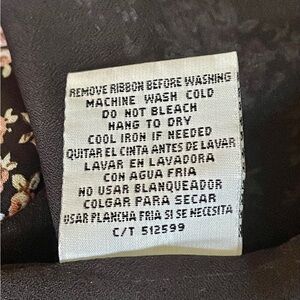 REMOVE RIBBON BEFORE WASHING
MACHINE WASH COLD
DO NOT BLEACH
HANG TO DRY
COOL IRON IF NEEDED
QUITAR EL CINTA ANTES DE LAVAR
LAVAR EN LAVADORA
CON AGUA FRIA
NO USAR BLANQUEADOR
COLGAR PARA SECAR
USAR PLANCHA FRIA SI SE NECESITA
C/T 512599